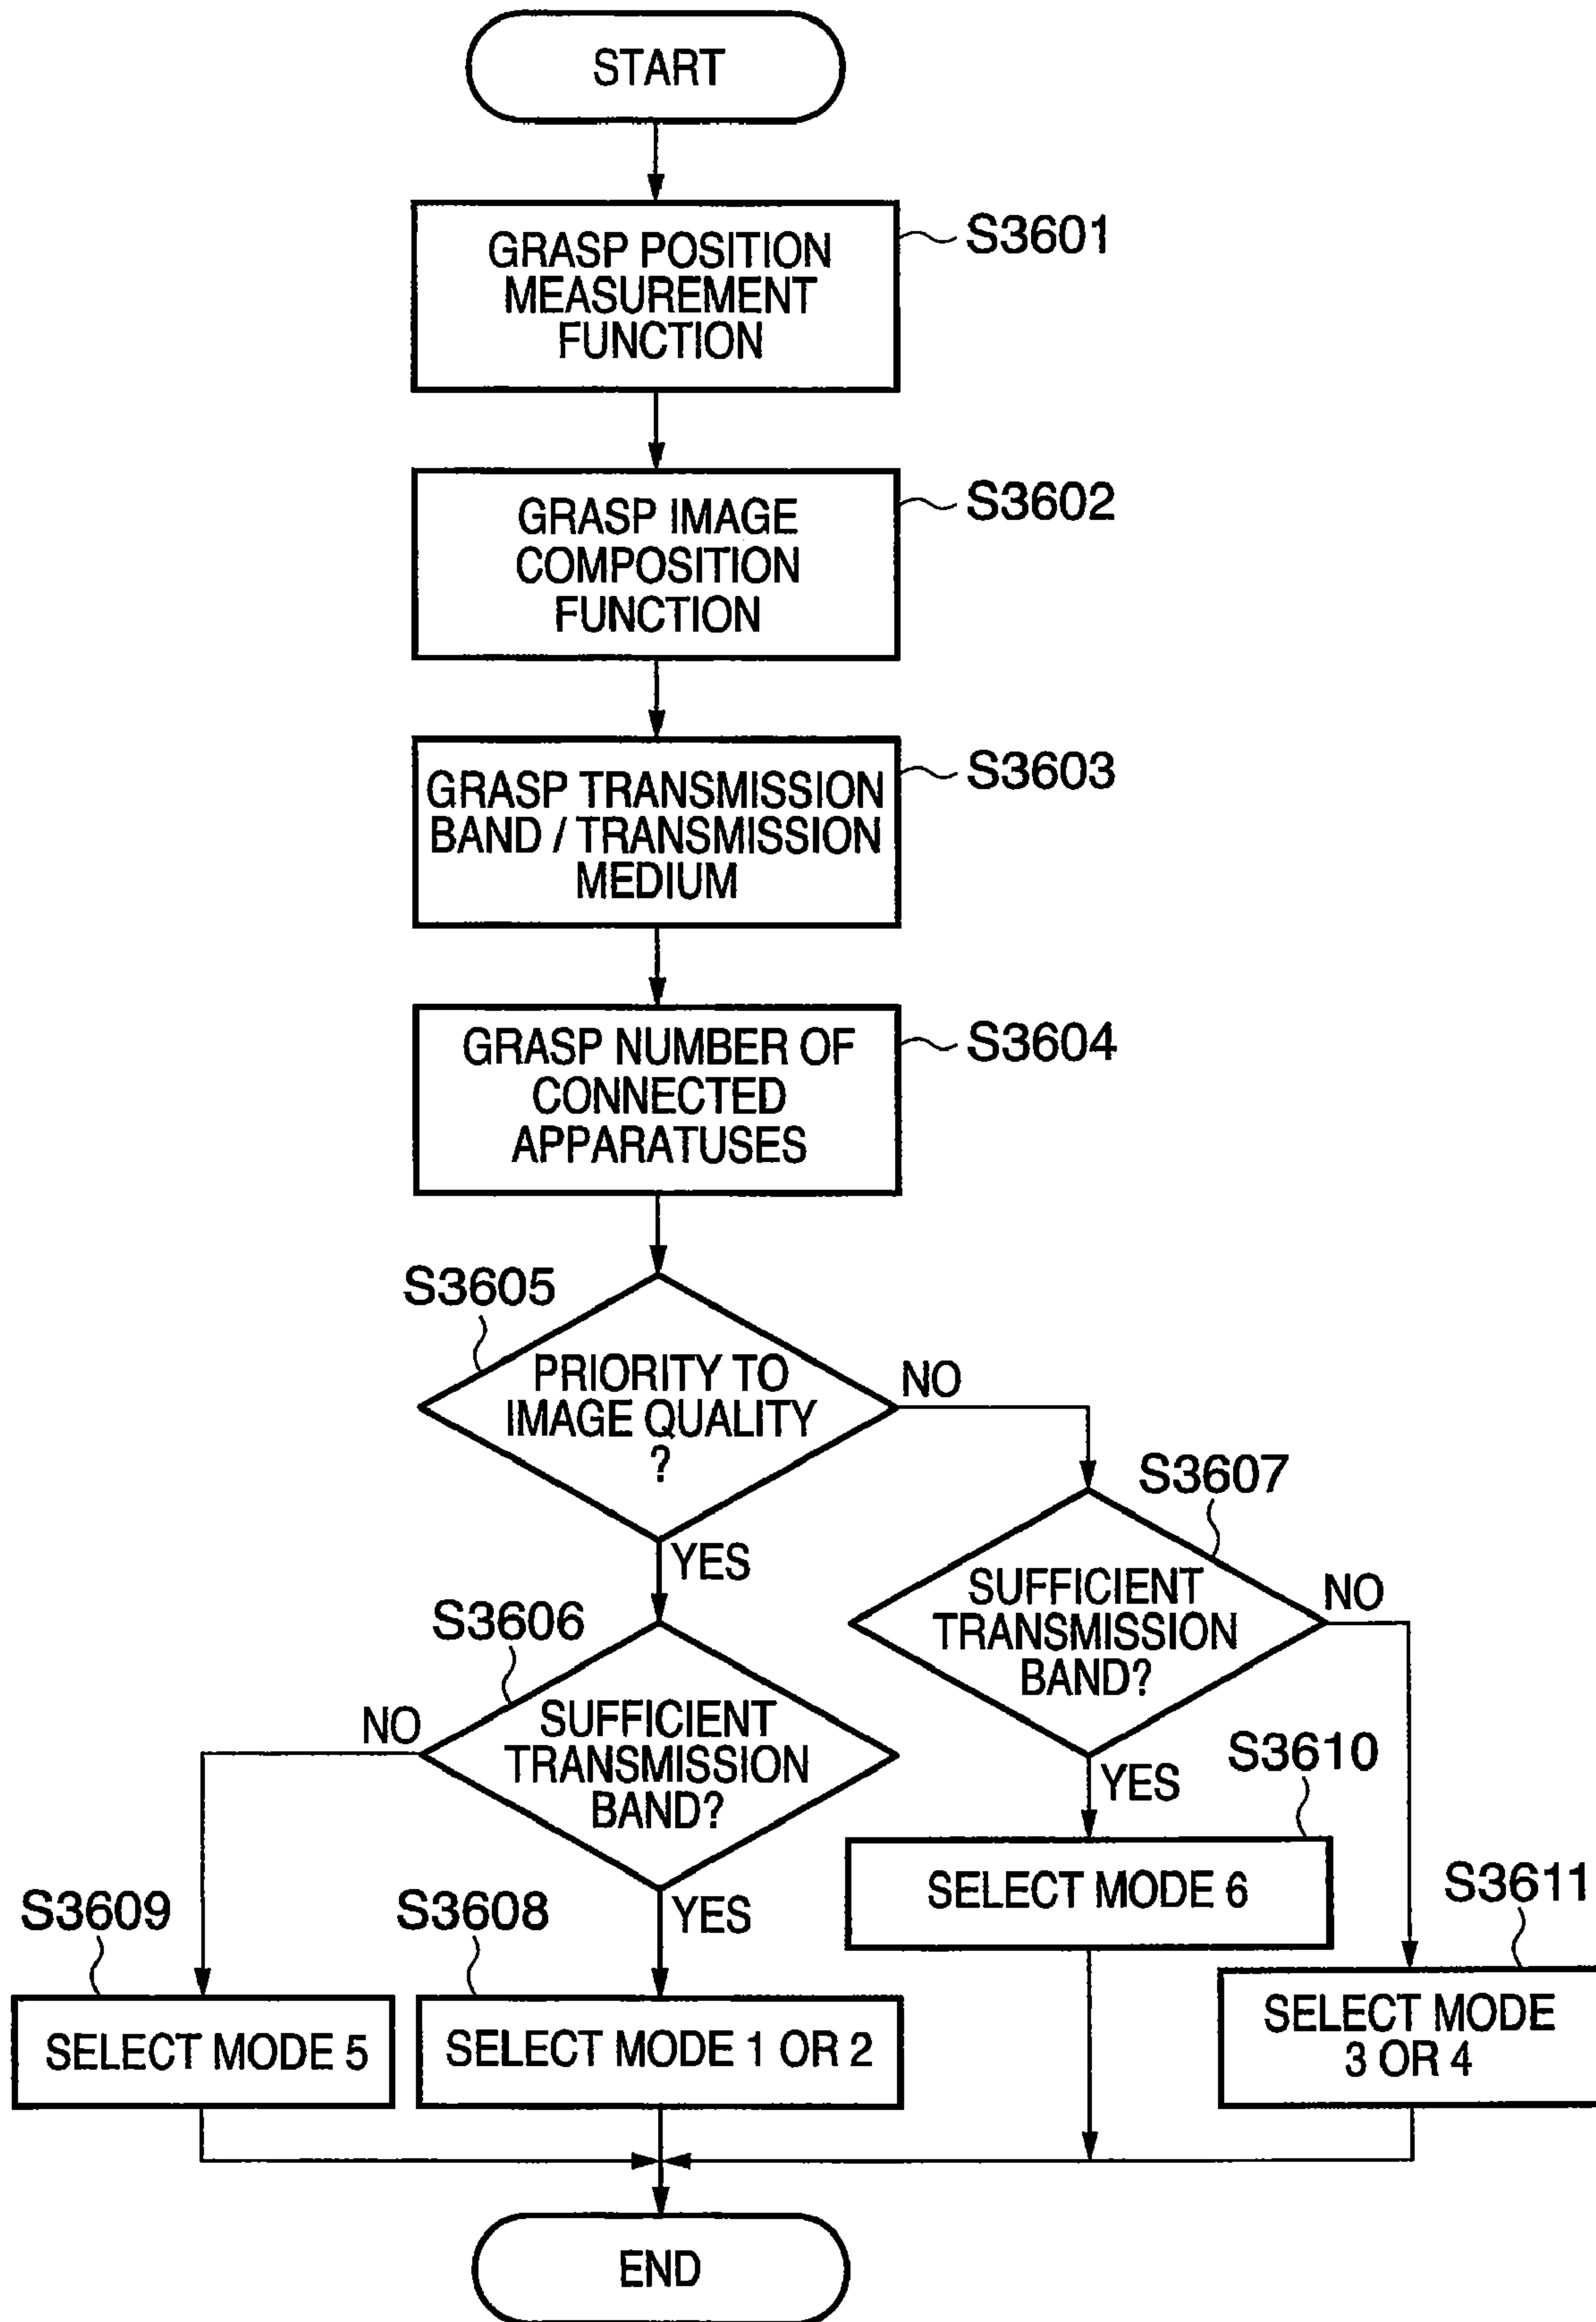 START
GRASP POSITION
MEASUREMENT
FUNCTION
S3601
GRASP IMAGE
COMPOSITION
FUNCTION
S3602
GRASP TRANSMISSION
BAND / TRANSMISSION
MEDIUM
S3603
GRASP NUMBER OF
CONNECTED
APPARATUSES
S3604
S3605
PRIORITY TO
IMAGE QUALITY
?
NO
YES
S3607
SUFFICIENT
TRANSMISSION
BAND?
NO
YES
S3606
SUFFICIENT
TRANSMISSION
BAND?
NO
YES
S3610
SELECT MODE 6
S3611
SELECT MODE
3 OR 4
S3609
SELECT MODE 5
S3608
SELECT MODE 1 OR 2
END